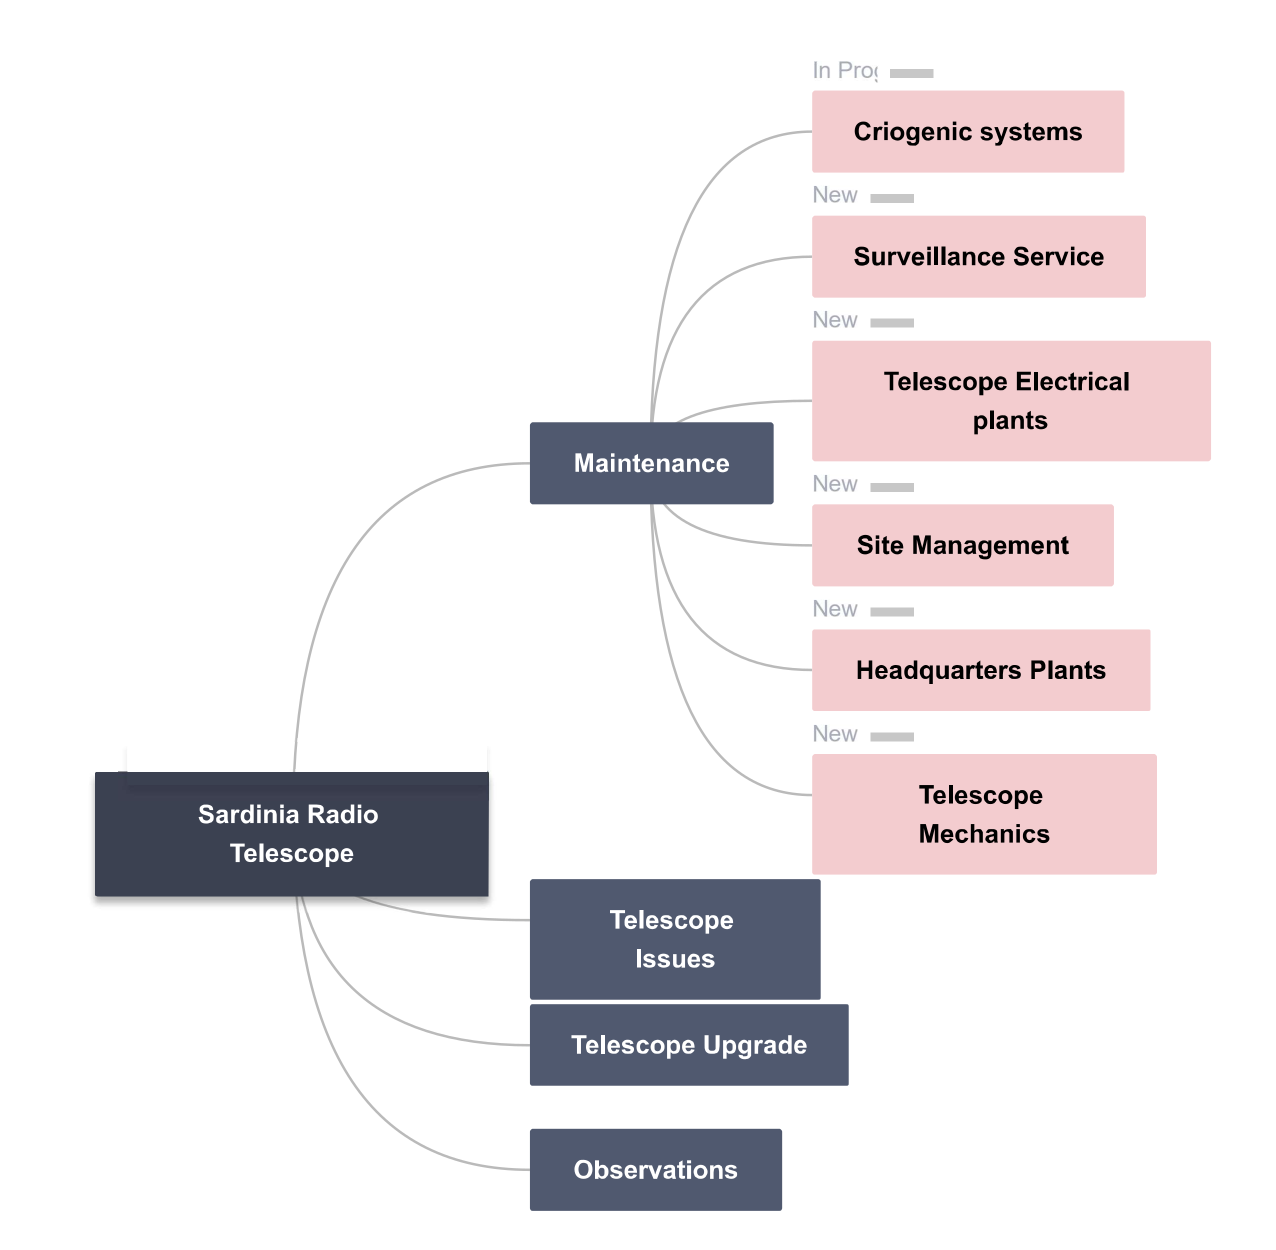 In Prog
Criogenic systems
New
Surveillance Service
New
Telescope Electrical
plants
Maintenance
New
Site Management
New
Headquarters Plants
New
Telescope
Mechanics
Sardinia Radio
Telescope
Telescope
Issues
Telescope Upgrade
Observations